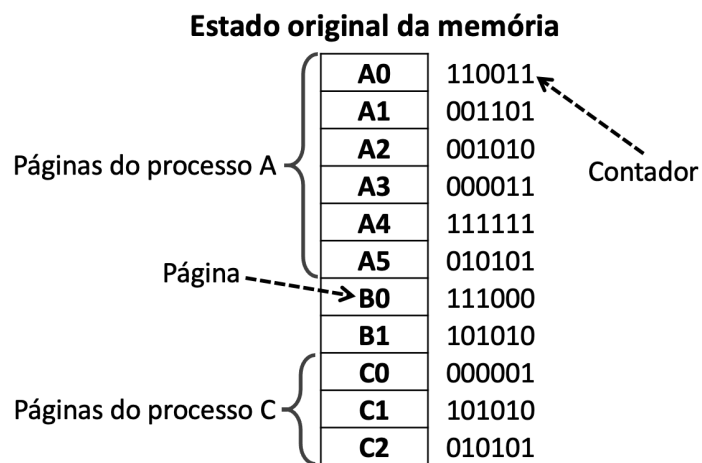 Estado original da memória
A0 110011
A1 001101
A2 001010
Contador
Páginas do processo A
A3 000011
A4 111111
A5 010101
Página
B0 111000
B1 101010
C0 000001
Páginas do processo C
C1 101010
C2 010101